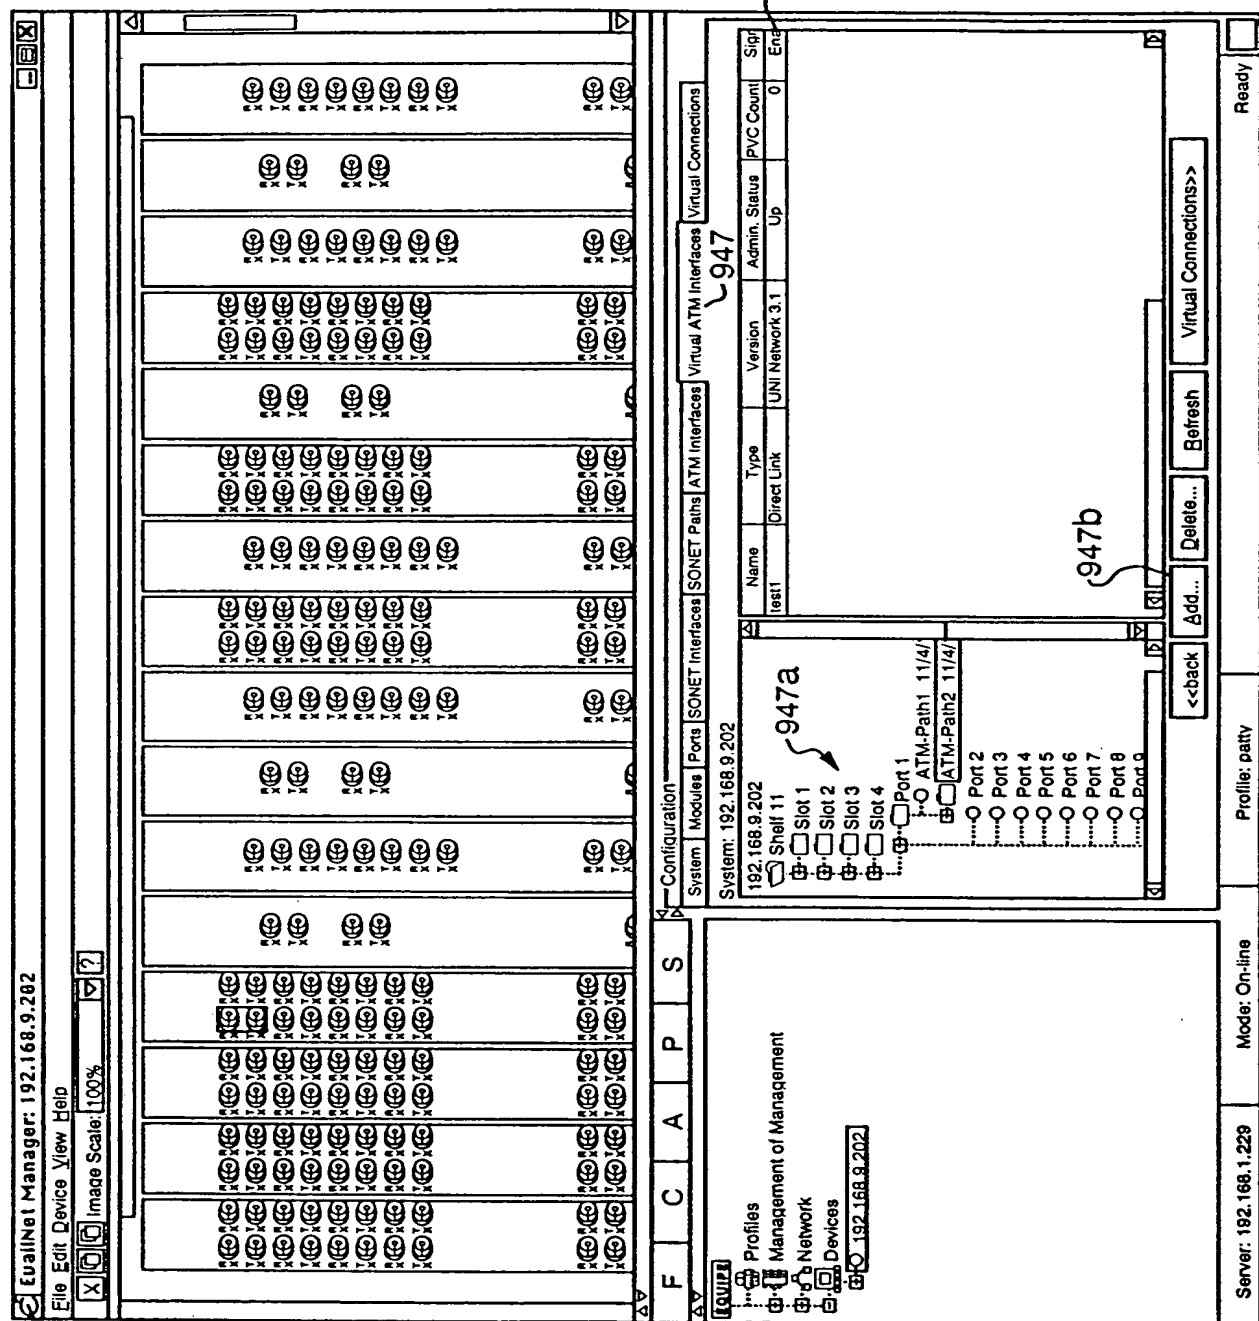 EuailNet Manager: 192.168.9.202
File Edit Device View Help
Image Scale: 100% ?
F C A P S
EQUIPE
Profiles
Management of Management
Network
Devices
192.168.9.202
Configuration
System Modules Ports SONET Interfaces SONET Paths ATM Interfaces Virtual ATM Interfaces Virtual Connections
947
System: 192.168.9.202
192.168.9.202
Shelf 11
Slot 1
Slot 2
Slot 3
Slot 4
Port 1
ATM-Path1 11/4/
ATM-Path2 11/4/
Port 2
Port 3
Port 4
Port 5
Port 6
Port 7
Port 8
Port 9
947a
Name Type Version Admin. Status PVC Count Sigr
test1 Direct Link UNI Network 3.1 Up 0 Ena
947b
<<back Add... Delete... Refresh Virtual Connections>>
Server: 192.168.1.229 Mode: On-line Profile: patty Ready